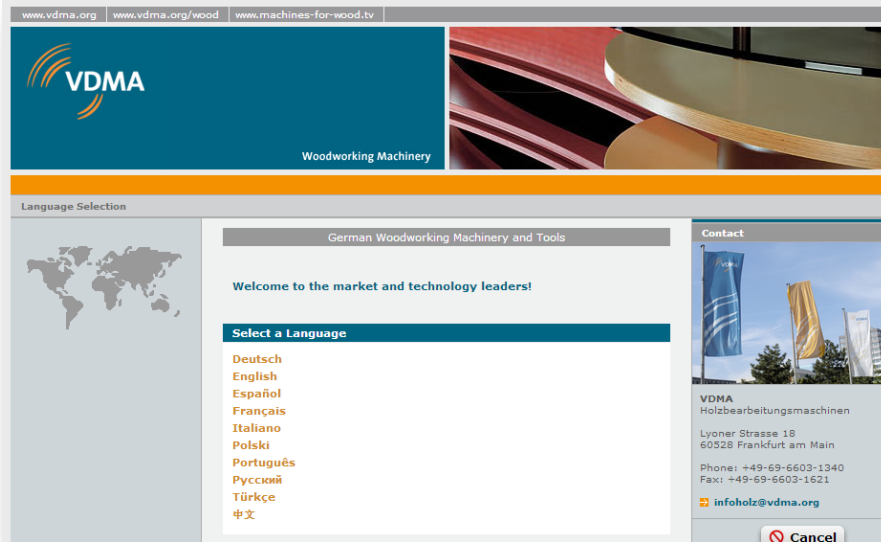 www.vdma.org www.vdma.org/wood www.machines-for-wood.tv
VDMA
Woodworking Machinery
Language Selection
German Woodworking Machinery and Tools
Welcome to the market and technology leaders!
Select a Language
Deutsch
English
Español
Français
Italiano
Polski
Português
Русский
Türkçe
中文
Contact
VDMA
VDMA
Holzbearbeitungsmaschinen
Lyoner Strasse 18
60528 Frankfurt am Main
Phone: +49-69-6603-1340
Fax: +49-69-6603-1621
infoholz@vdma.org
Cancel